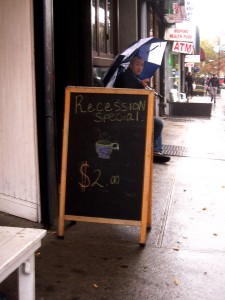 Recession
Special
$2.00
ATM